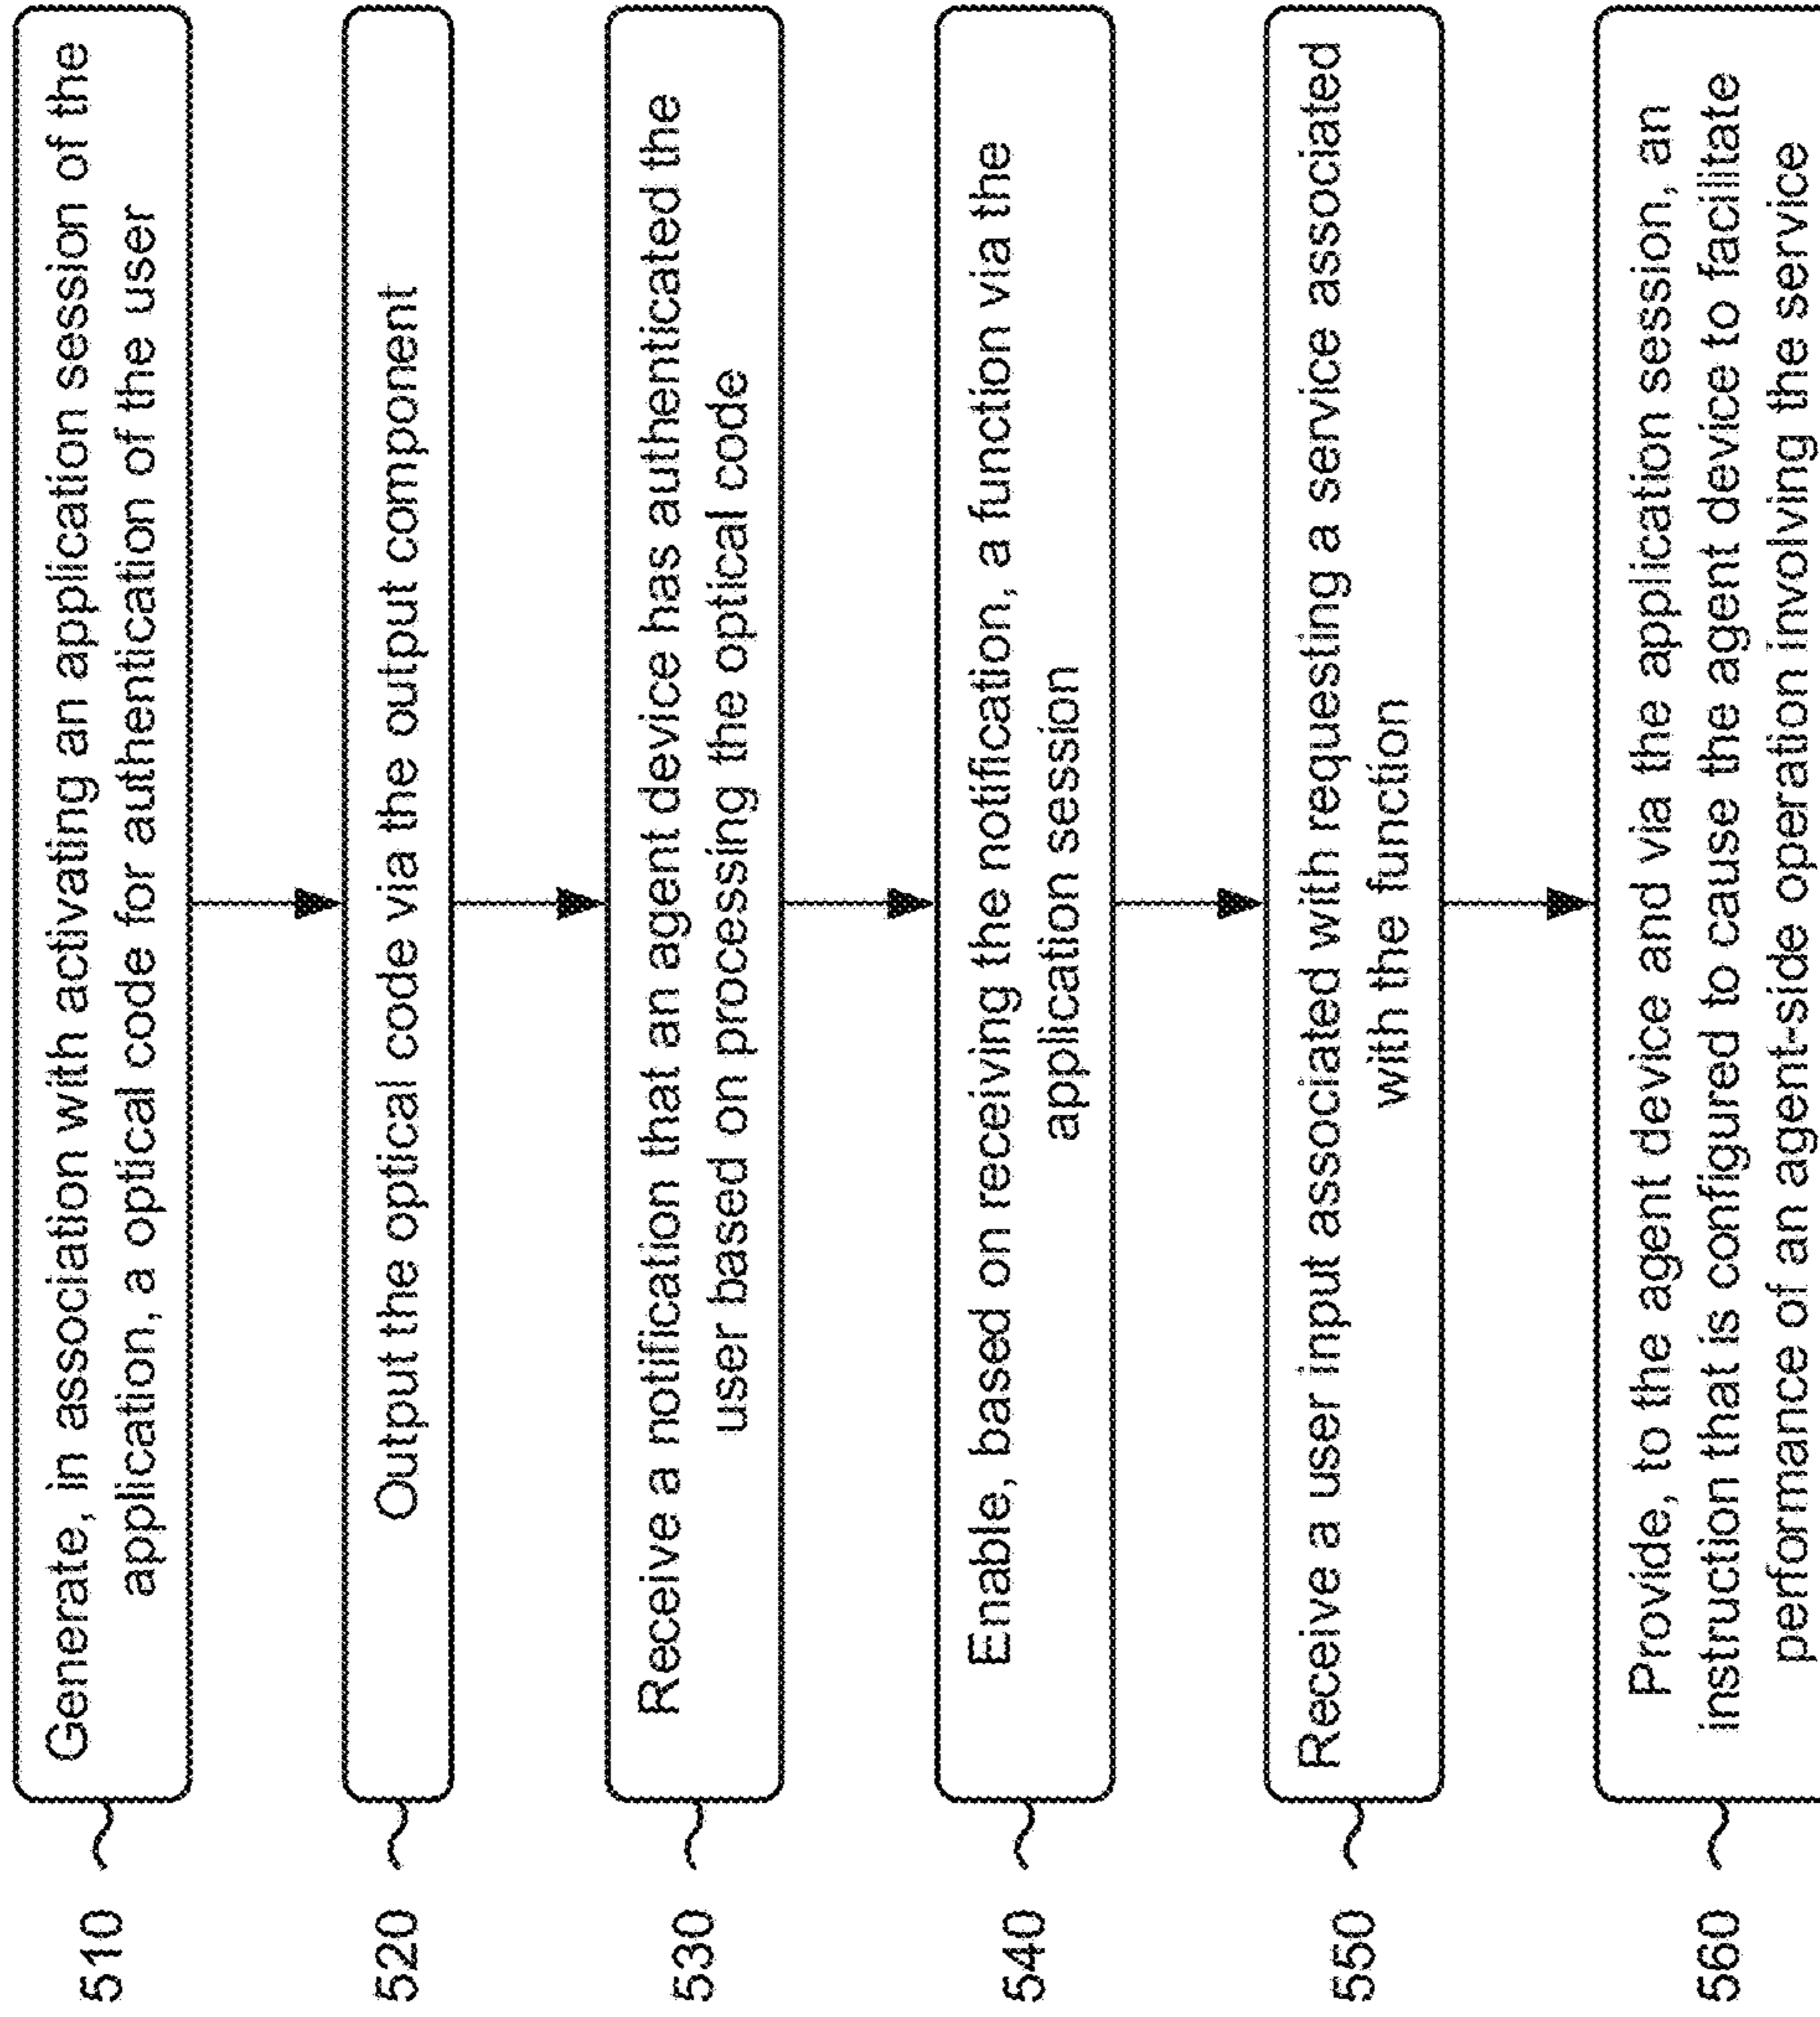 510
Generate, in association with activating an application session of the
application, a optical code for authentication of the user
520
Output the optical code via the output component
530
Receive a notification that an agent device has authenticated the
user based on processing the optical code
540
Enable, based on receiving the notification, a function via the
application session
550
Receive a user input associated with requesting a service associated
with the function
560
Provide, to the agent device and via the application session, an
instruction that is configured to cause the agent device to facilitate
performance of an agent-side operation involving the service